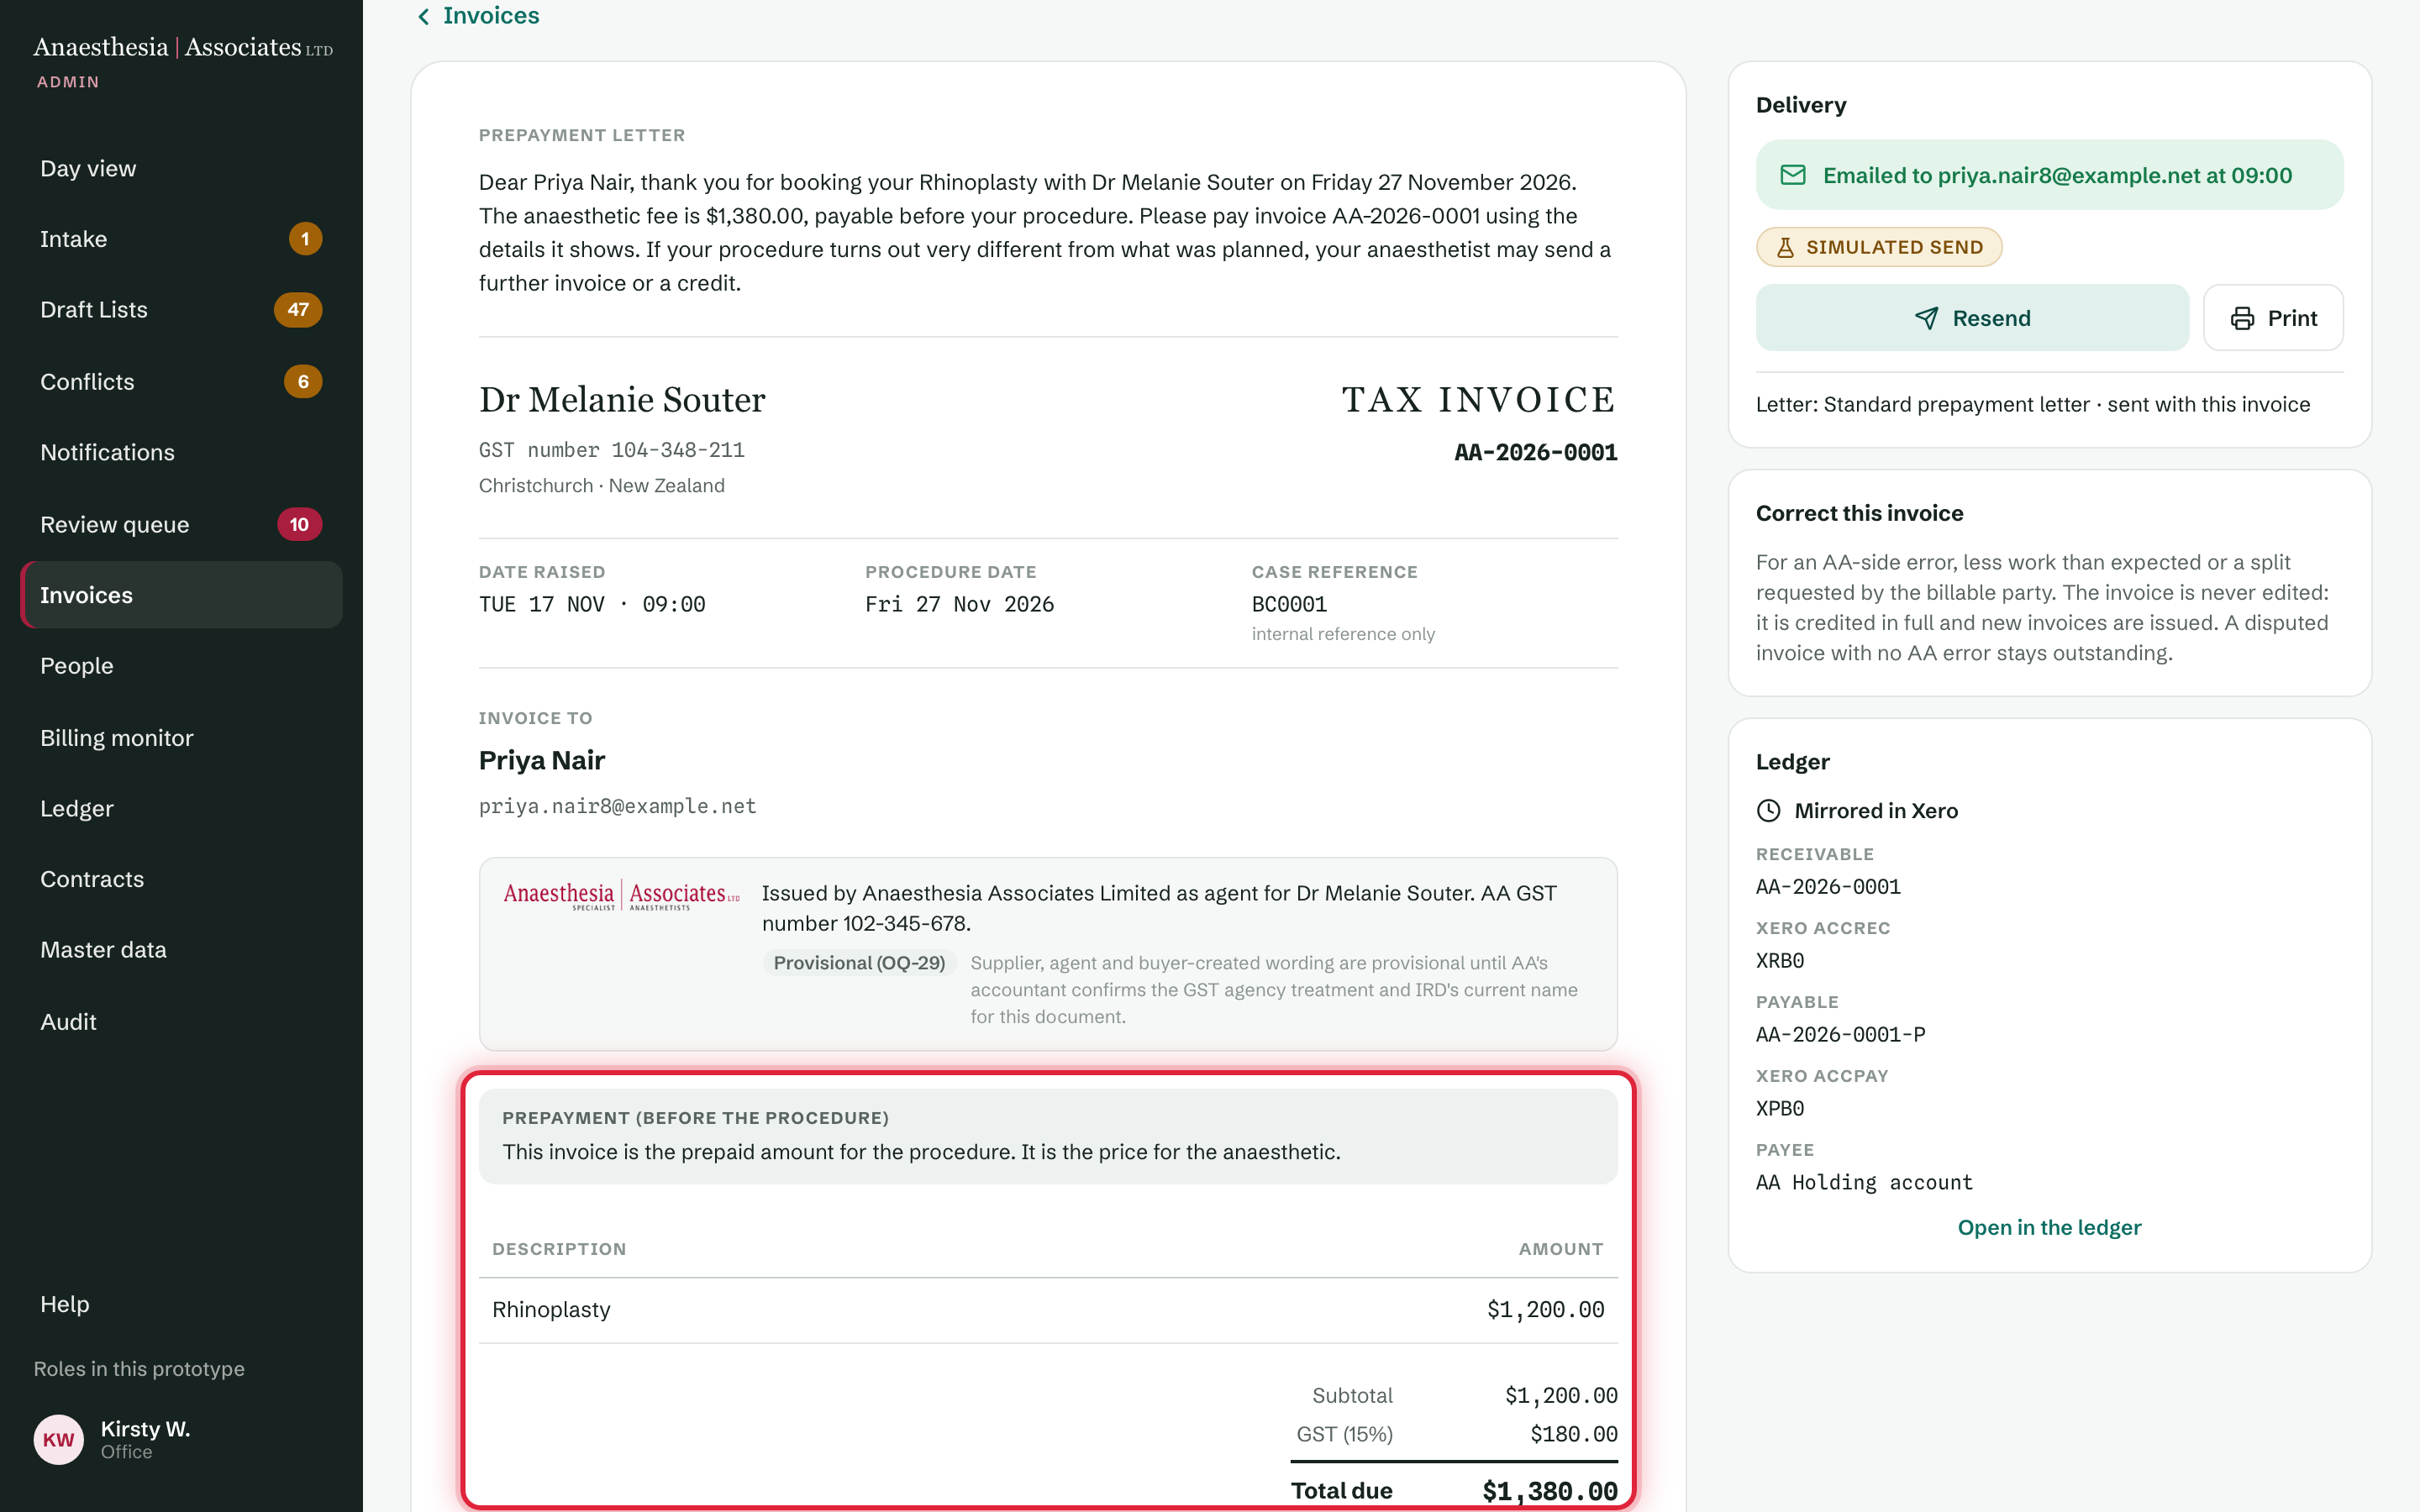 Anaesthesia | Associates LTD
ADMIN
Day view
Intake 1
Draft Lists 47
Conflicts 6
Notifications
Review queue 10
Invoices
People
Billing monitor
Ledger
Contracts
Master data
Audit
Help
Roles in this prototype
KW
Kirsty W.
Office
Invoices
PREPAYMENT LETTER
Dear Priya Nair, thank you for booking your Rhinoplasty with Dr Melanie Souter on Friday 27 November 2026.
The anaesthetic fee is $1,380.00, payable before your procedure. Please pay invoice AA-2026-0001 using the
details it shows. If your procedure turns out very different from what was planned, your anaesthetist may send a
further invoice or a credit.
Dr Melanie Souter
GST number 104-348-211
Christchurch · New Zealand
TAX INVOICE
AA-2026-0001
DATE RAISED
TUE 17 NOV · 09:00
PROCEDURE DATE
Fri 27 Nov 2026
CASE REFERENCE
BC0001
internal reference only
INVOICE TO
Priya Nair
priya.nair8@example.net
Anaesthesia | Associates LTD
SPECIALIST ANAESTHETISTS
Issued by Anaesthesia Associates Limited as agent for Dr Melanie Souter. AA GST
number 102-345-678.
Provisional (OQ-29)
Supplier, agent and buyer-created wording are provisional until AA's
accountant confirms the GST agency treatment and IRD's current name
for this document.
PREPAYMENT (BEFORE THE PROCEDURE)
This invoice is the prepaid amount for the procedure. It is the price for the anaesthetic.
DESCRIPTION AMOUNT
Rhinoplasty $1,200.00
Subtotal $1,200.00
GST (15%) $180.00
Total due $1,380.00
Delivery
Emailed to priya.nair8@example.net at 09:00
SIMULATED SEND
Resend
Print
Letter: Standard prepayment letter · sent with this invoice
Correct this invoice
For an AA-side error, less work than expected or a split
requested by the billable party. The invoice is never edited:
it is credited in full and new invoices are issued. A disputed
invoice with no AA error stays outstanding.
Ledger
Mirrored in Xero
RECEIVABLE
AA-2026-0001
XERO ACCREC
XRB0
PAYABLE
AA-2026-0001-P
XERO ACCPAY
XPB0
PAYEE
AA Holding account
Open in the ledger